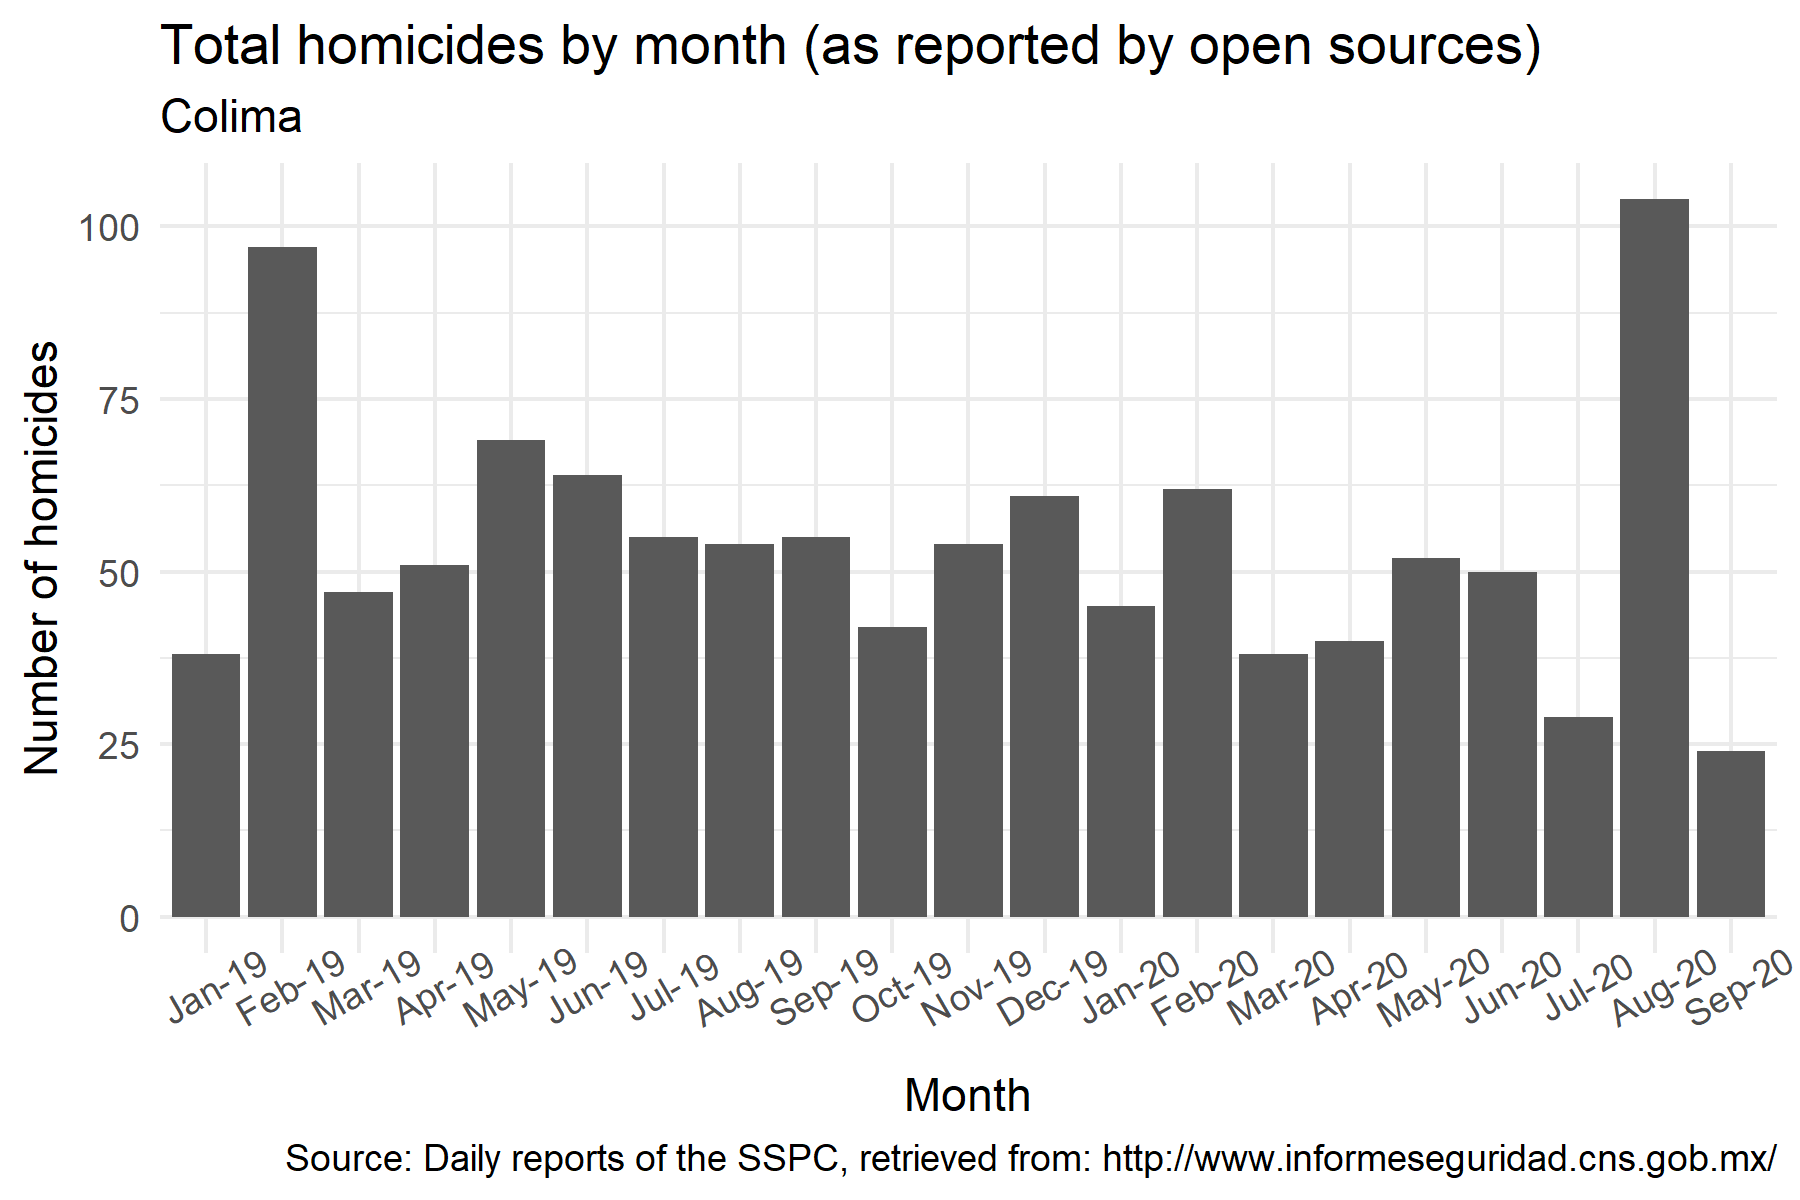 Total homicides by month (as reported by open sources)
Colima
Number of homicides
100
75
50
25
0
Jan-19
Feb-19
Mar-19
Apr-19
May-19
Jun-19
Jul-19
Aug-19
Sep-19
Oct-19
Nov-19
Dec-19
Jan-20
Feb-20
Mar-20
Apr-20
May-20
Jun-20
Jul-20
Aug-20
Sep-20
Month
Source: Daily reports of the SSPC, retrieved from: http://www.informeseguridad.cns.gob.mx/